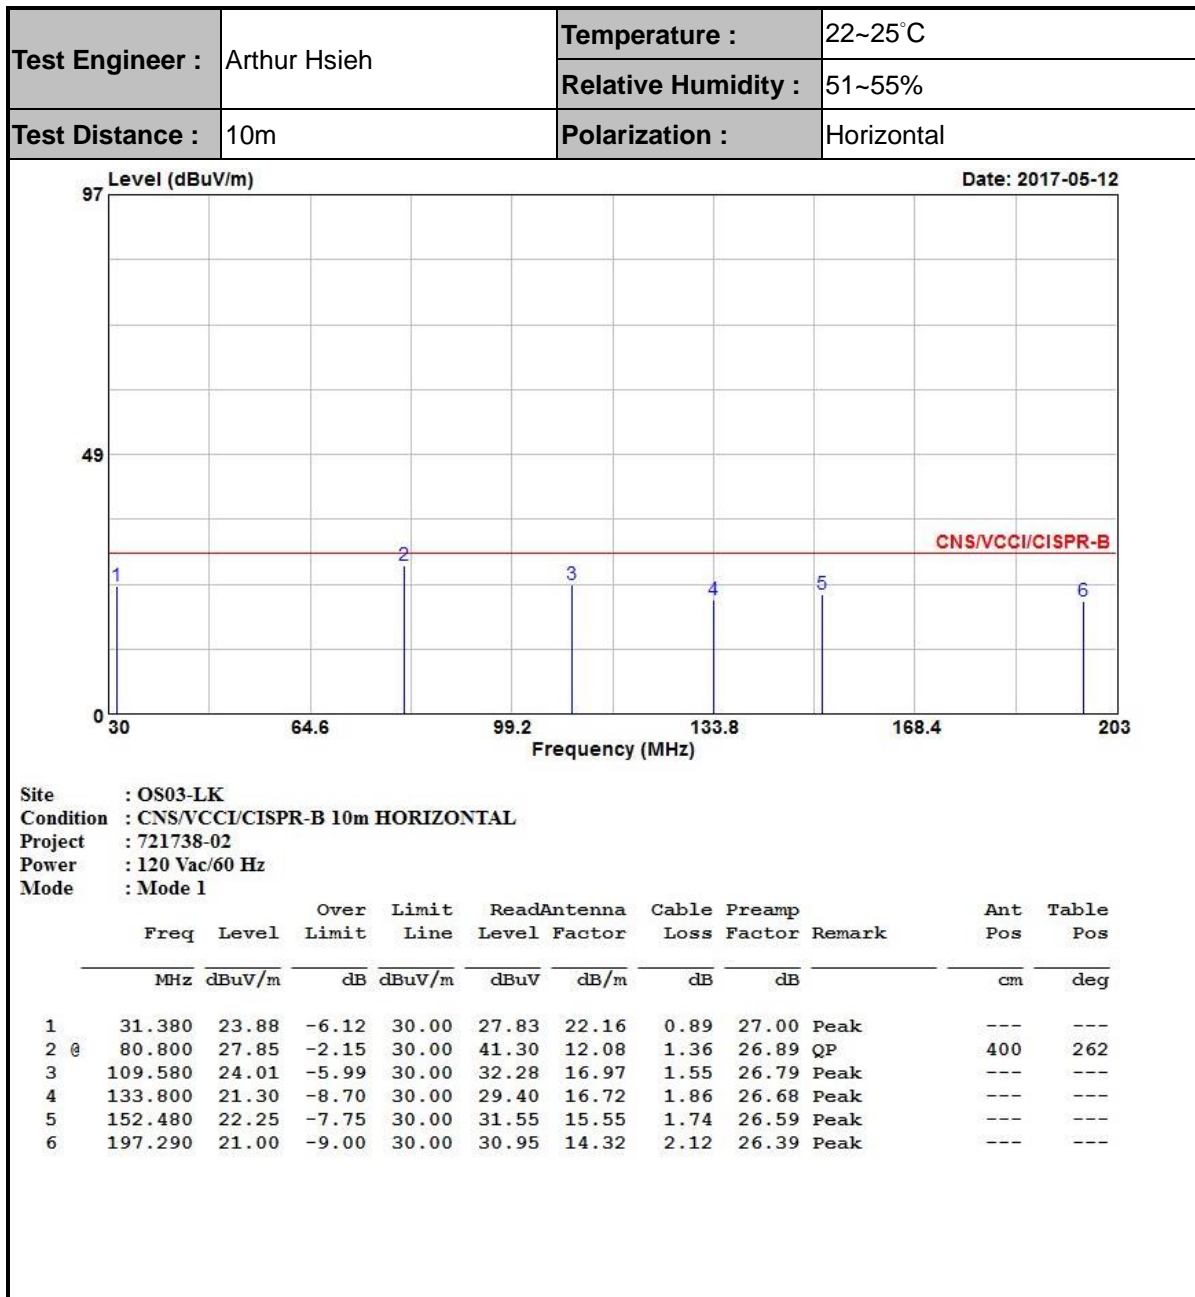 Test Engineer : Arthur Hsieh Temperature : 22~25°C
Relative Humidity : 51~55%
Test Distance : 10m Polarization : Horizontal
Level (dBuV/m) Date: 2017-05-12
97
49
0
CNS/VCCI/CISPR-B
1 2 3 4 5 6
30 64.6 99.2 133.8 168.4 203
Frequency (MHz)
Site : OS03-LK
Condition : CNS/VCCI/CISPR-B 10m HORIZONTAL
Project : 721738-02
Power : 120 Vac/60 Hz
Mode : Mode 1
Over Limit ReadAntenna Cable Preamp Ant Table
Freq Level Limit Line Level Factor Loss Factor Remark Pos Pos
MHz dBuV/m dB dBuV/m dBuV dB/m dB dB cm deg
1 31.380 23.88 -6.12 30.00 27.83 22.16 0.89 27.00 Peak --- ---
2 @ 80.800 27.85 -2.15 30.00 41.30 12.08 1.36 26.89 QP 400 262
3 109.580 24.01 -5.99 30.00 32.28 16.97 1.55 26.79 Peak --- ---
4 133.800 21.30 -8.70 30.00 29.40 16.72 1.86 26.68 Peak --- ---
5 152.480 22.25 -7.75 30.00 31.55 15.55 1.74 26.59 Peak --- ---
6 197.290 21.00 -9.00 30.00 30.95 14.32 2.12 26.39 Peak --- ---